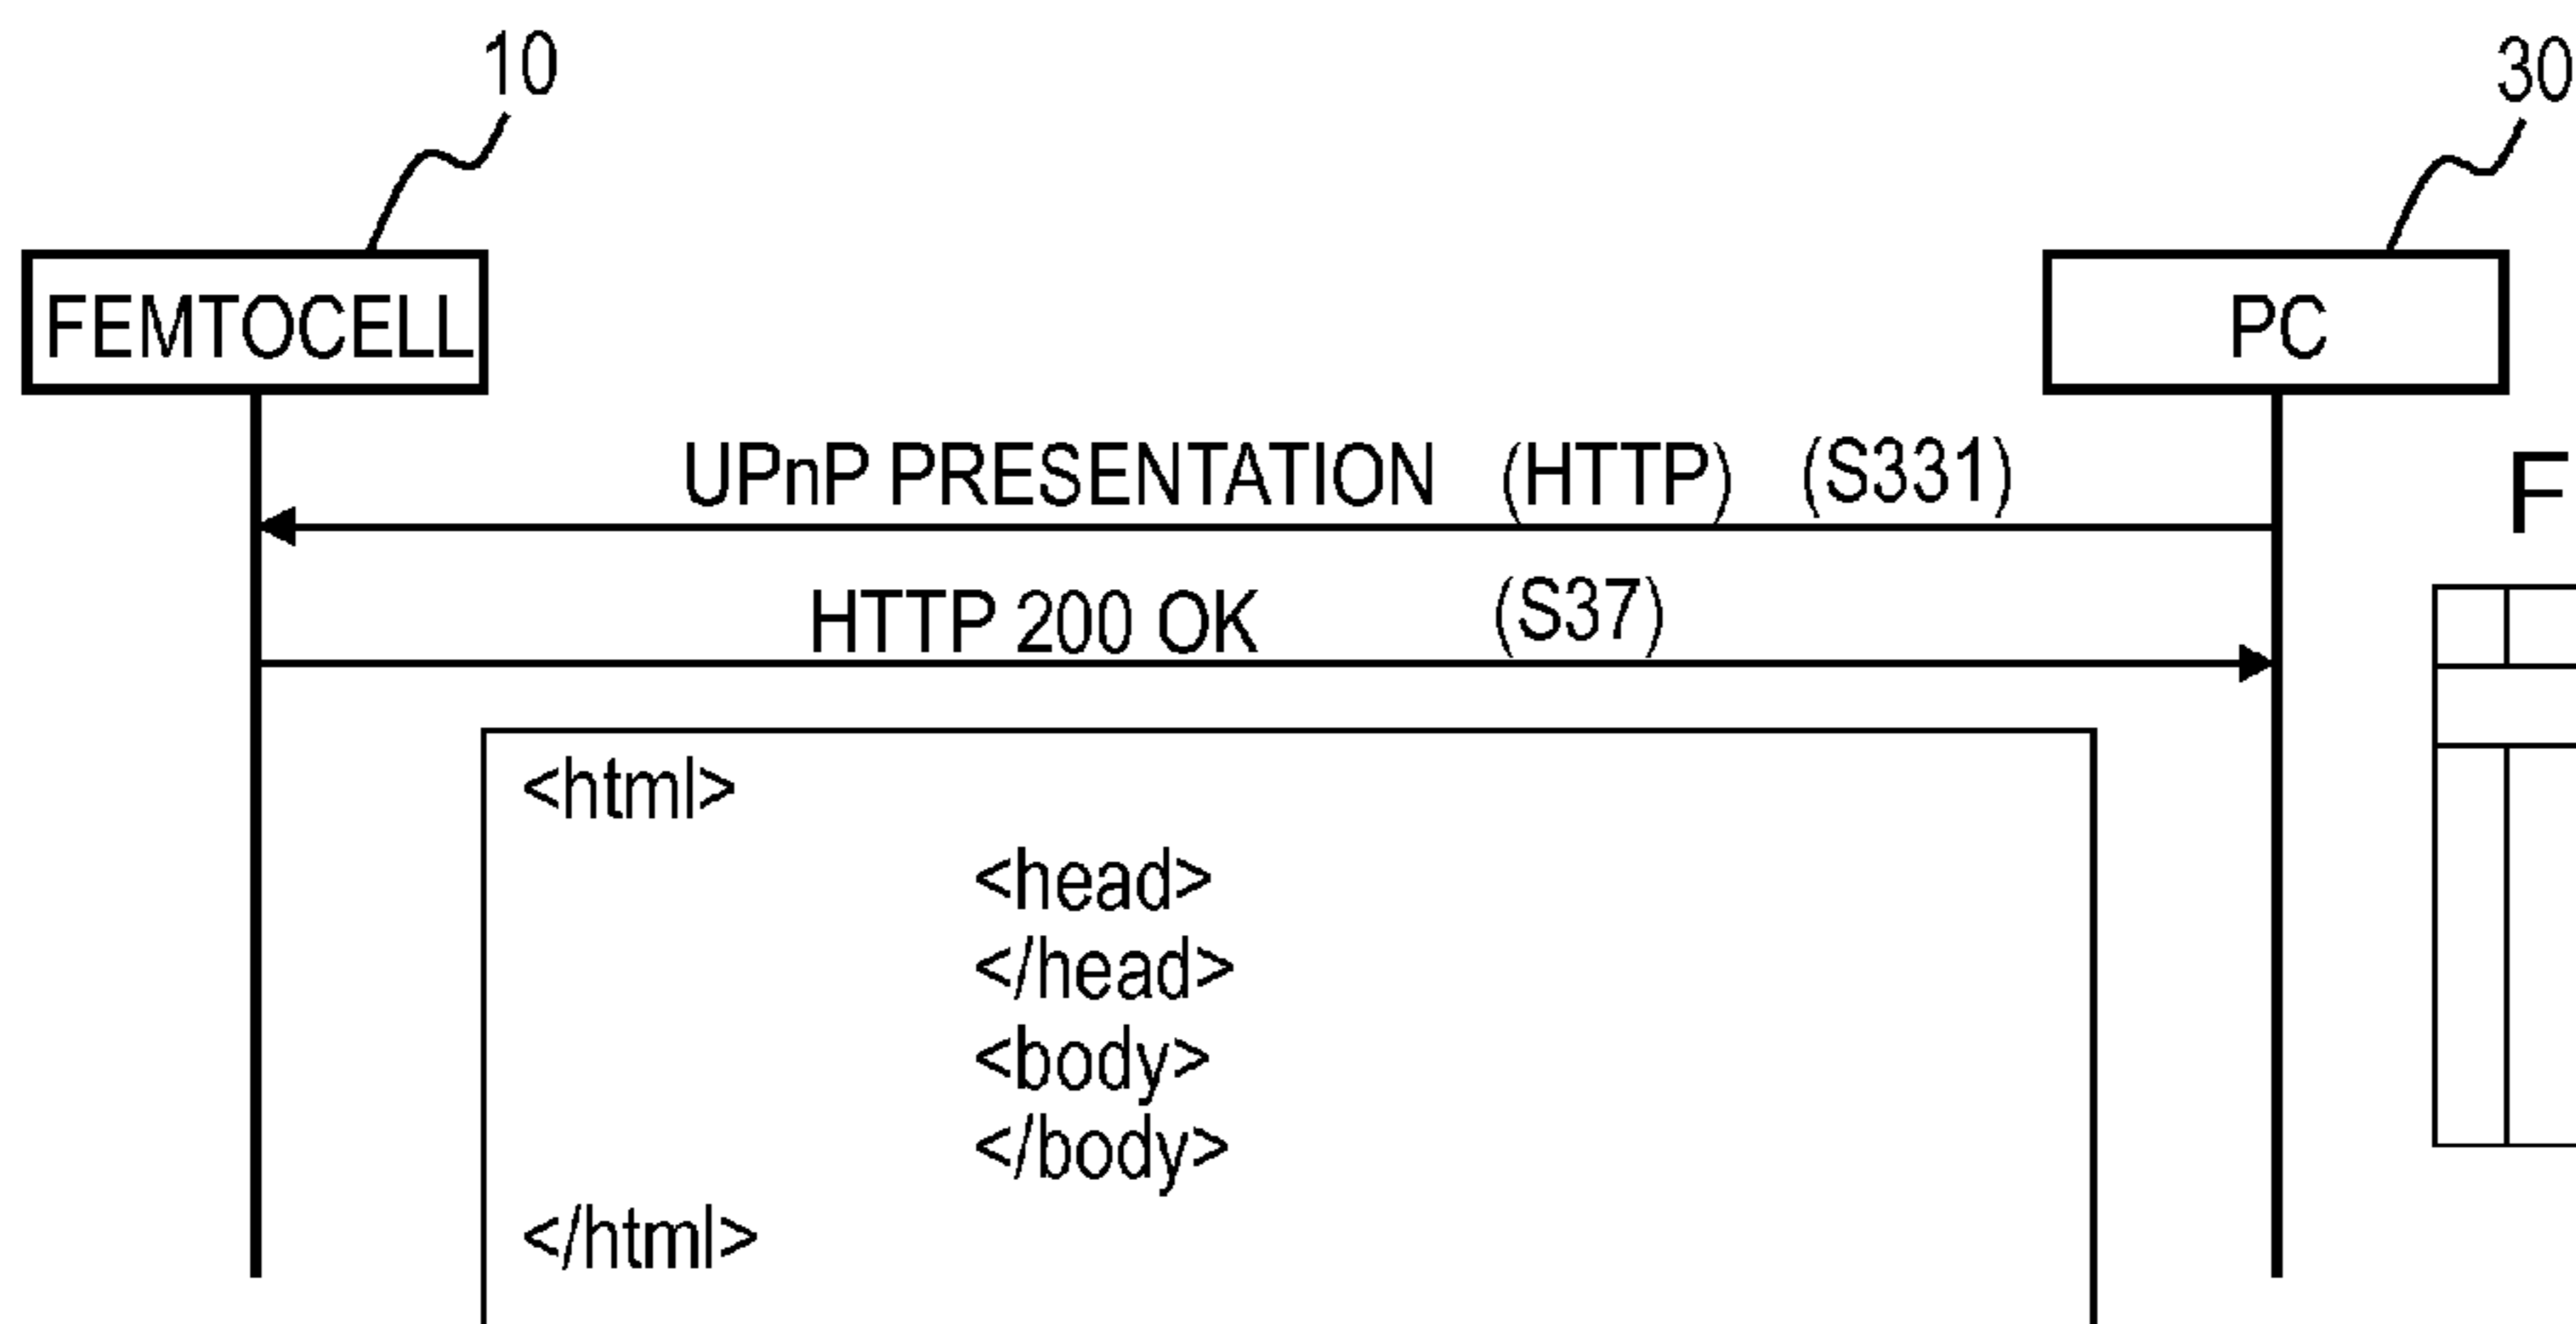 10
30
FEMTOCELL
PC
UPnP PRESENTATION (HTTP) (S331)
F
HTTP 200 OK (S37)
<html>
<head>
</head>
<body>
</body>
</html>